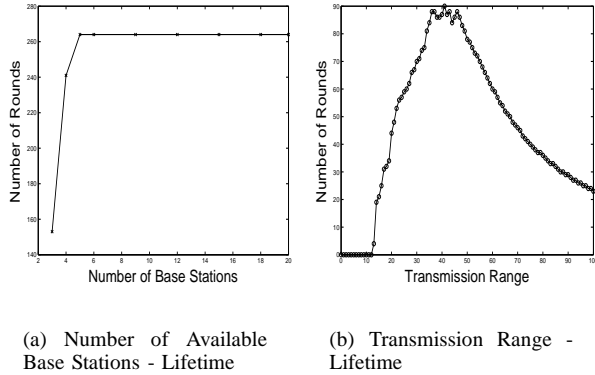 280
260
240
220
200
180
160
140
Number of Rounds
2 4 6 8 10 12 14 16 18 20
Number of Base Stations
90
80
70
60
50
40
30
20
10
0
Number of Rounds
0 10 20 30 40 50 60 70 80 90 100
Transmission Range
(a) Number of Available
Base Stations - Lifetime
(b) Transmission Range -
Lifetime